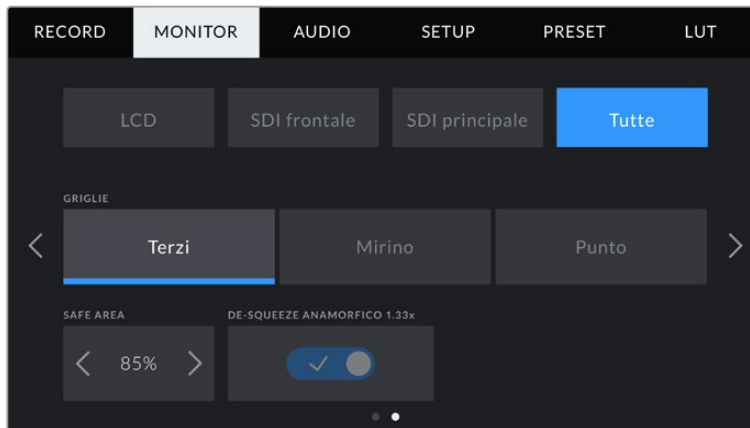 RECORD MONITOR AUDIO SETUP PRESET LUT
LCD SDI frontale SDI principale Tutte
GRIGLIE
Terzi Mirino Punto
SAFE AREA DE-SQUEEZE ANAMORFICO 1.33x
85%